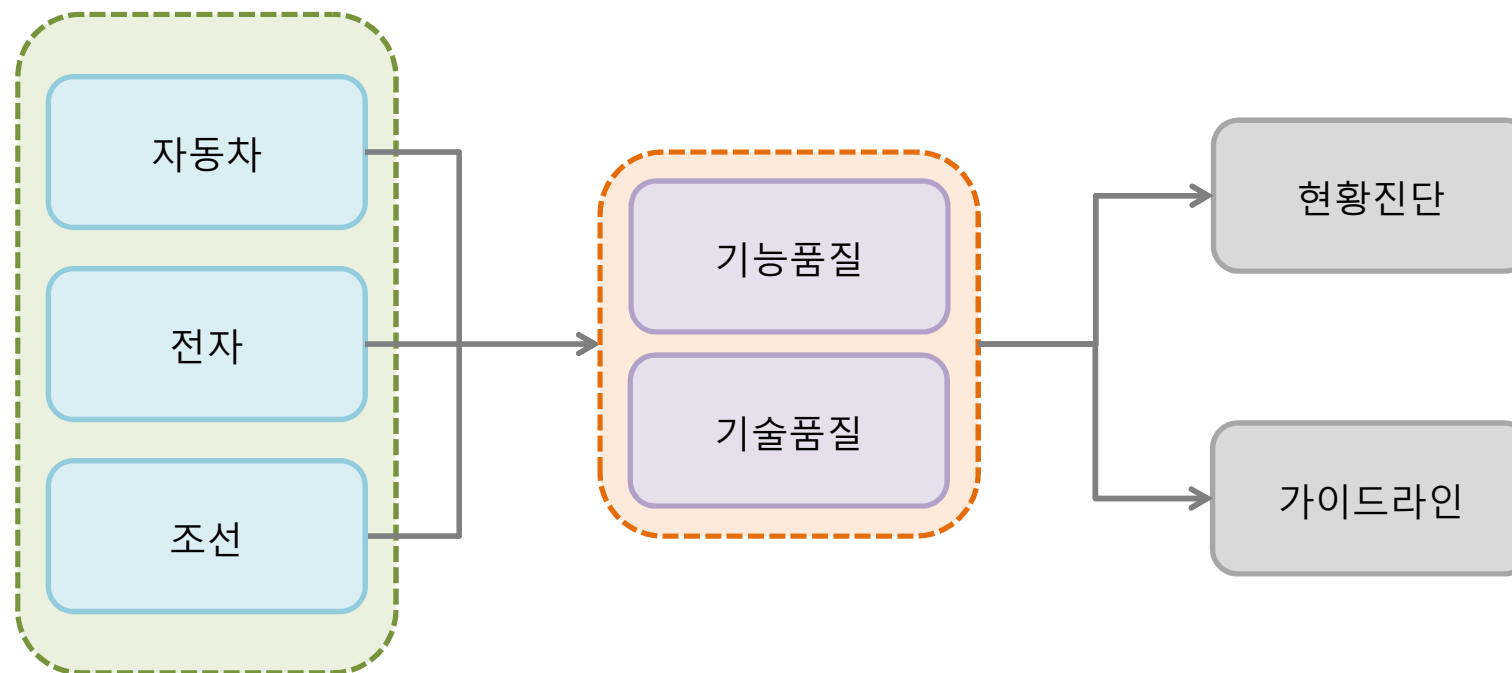 자동차
전자
조선
기능품질
기술품질
현황진단
가이드라인